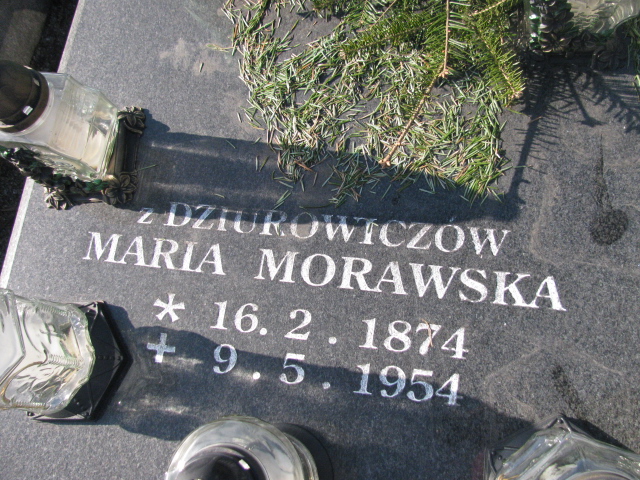 z DZIUROWICZÓW
MARIA MORAWSKA
* 16. 2. 1874
+ 9. 5. 1954